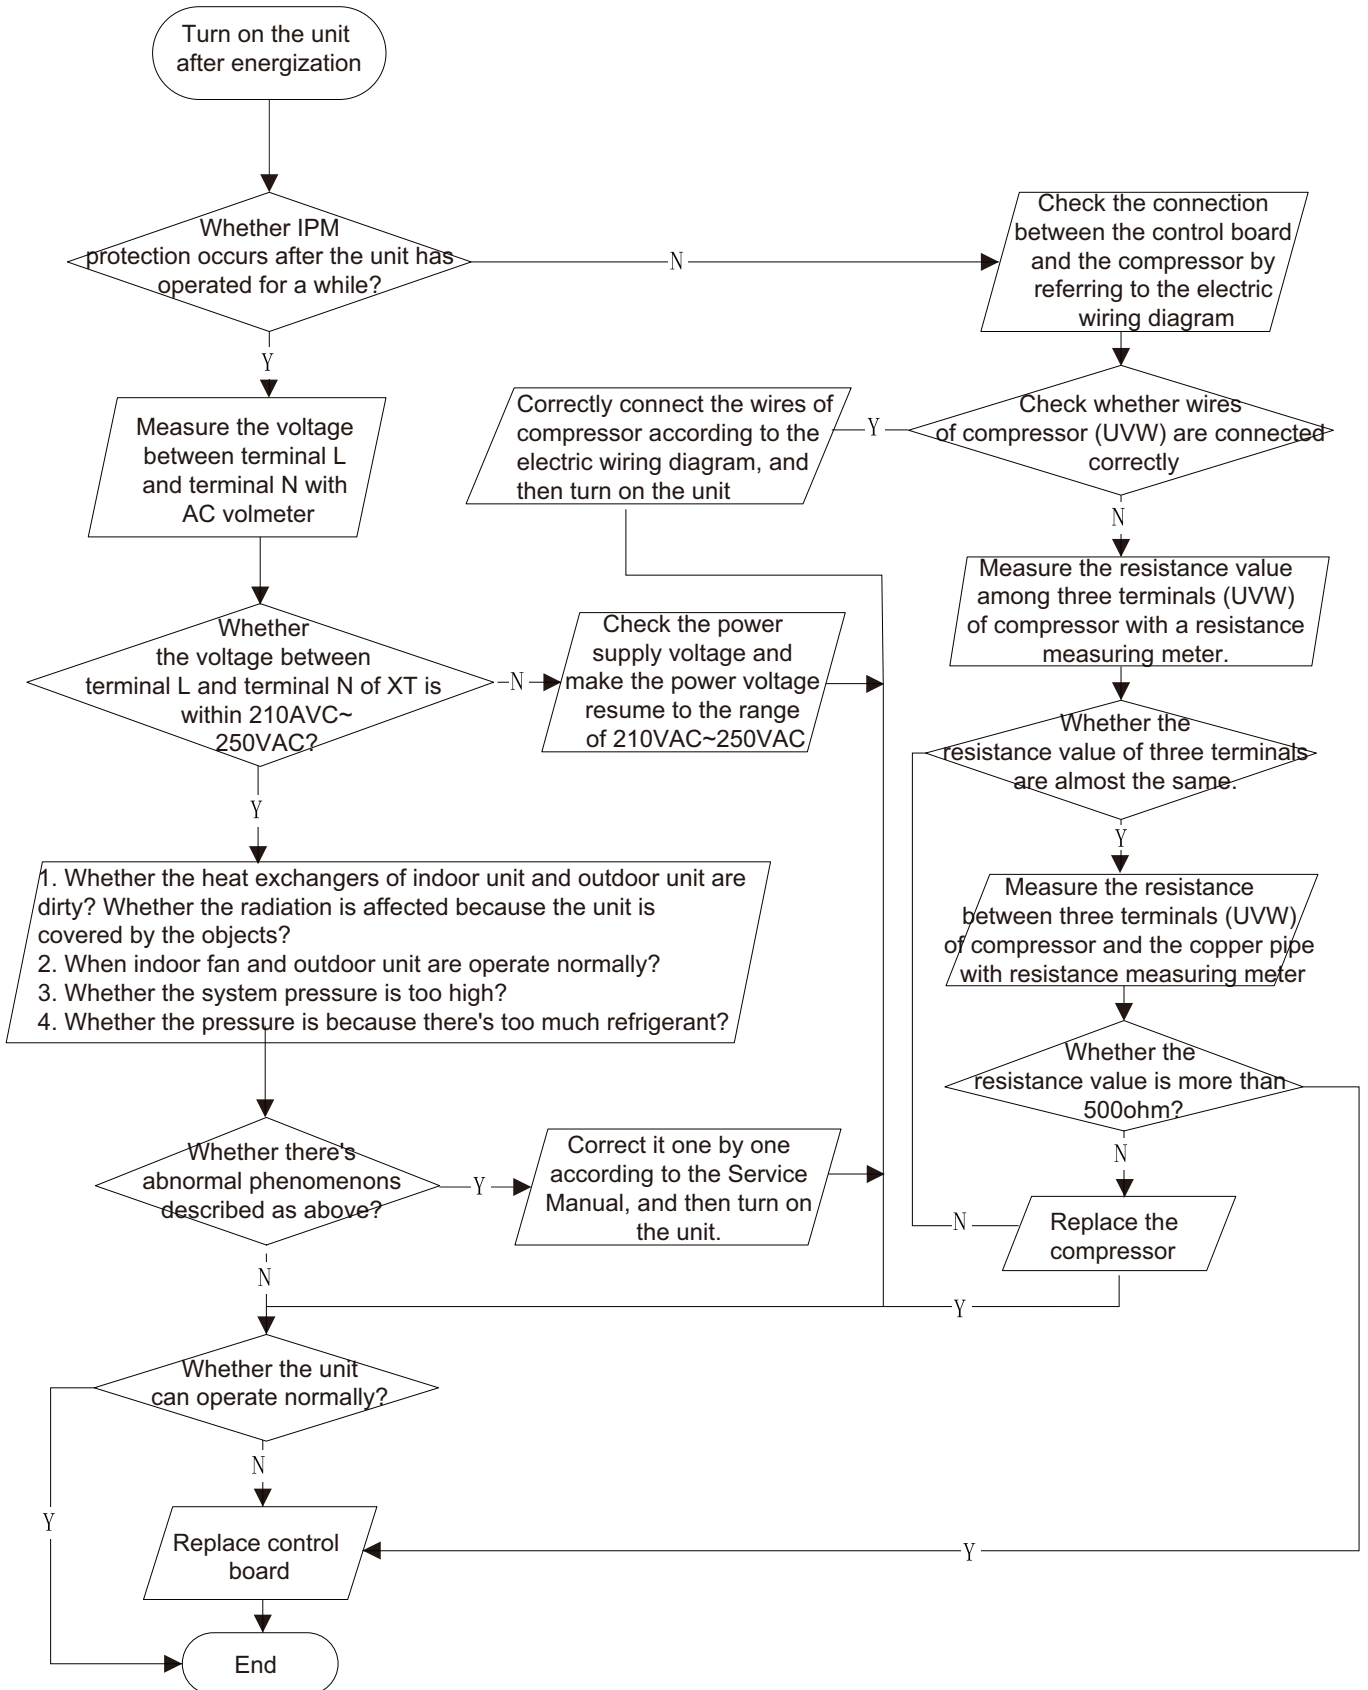 Turn on the unit
after energization
Whether IPM
protection occurs after the unit has
operated for a while?
N
Check the connection
between the control board
and the compressor by
referring to the electric
wiring diagram
Y
Measure the voltage
between terminal L
and terminal N with
AC volmeter
Correctly connect the wires of
compressor according to the
electric wiring diagram, and
then turn on the unit
Y
Check whether wires
of compressor (UVW) are connected
correctly
N
Measure the resistance value
among three terminals (UVW)
of compressor with a resistance
measuring meter.
Whether
the voltage between
terminal L and terminal N of XT is
within 210AVC~
250VAC?
N
Check the power
supply voltage and
make the power voltage
resume to the range
of 210VAC~250VAC
Whether the
resistance value of three terminals
are almost the same.
Y
Y
1. Whether the heat exchangers of indoor unit and outdoor unit are
dirty? Whether the radiation is affected because the unit is
covered by the objects?
2. When indoor fan and outdoor unit are operate normally?
3. Whether the system pressure is too high?
4. Whether the pressure is because there's too much refrigerant?
Measure the resistance
between three terminals (UVW)
of compressor and the copper pipe
with resistance measuring meter
Whether the
resistance value is more than
500ohm?
N
Whether there's
abnormal phenomenons
described as above?
Y
Correct it one by one
according to the Service
Manual, and then turn on
the unit.
N
Replace the
compressor
N
Y
Whether the unit
can operate normally?
N
Y
Replace control
board
Y
End